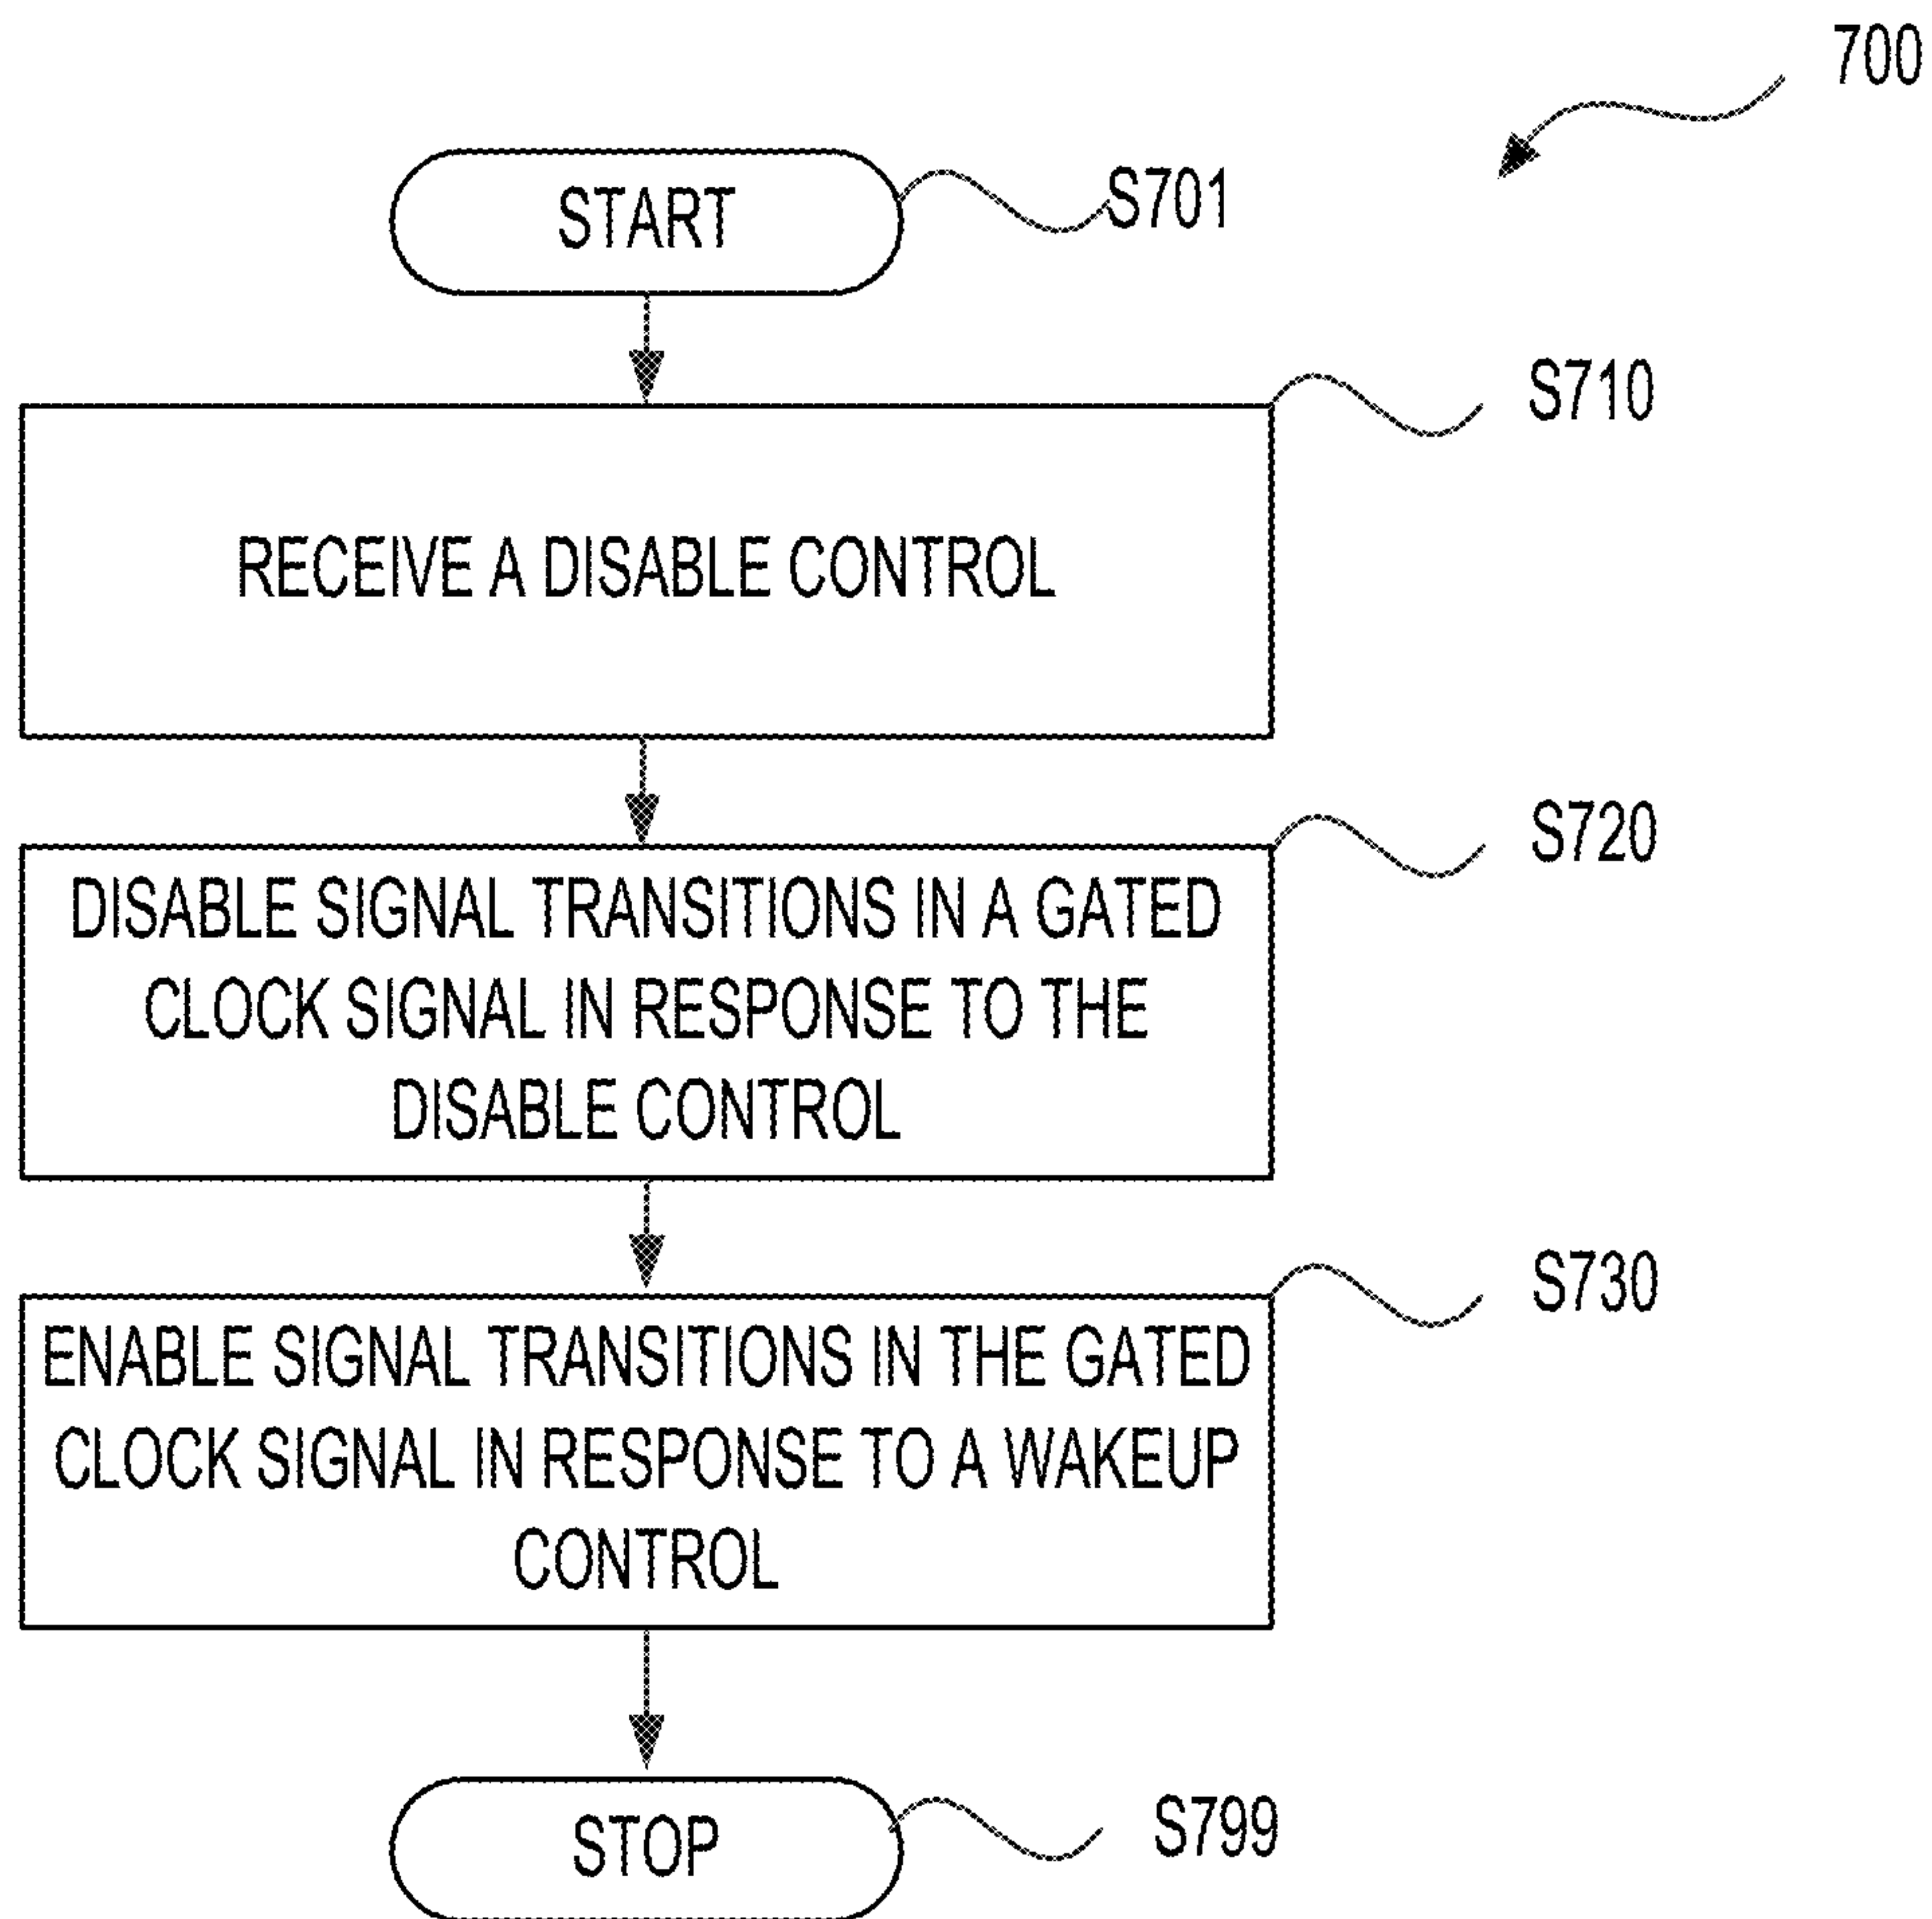 700
START
S701
S710
RECEIVE A DISABLE CONTROL
S720
DISABLE SIGNAL TRANSITIONS IN A GATED
CLOCK SIGNAL IN RESPONSE TO THE
DISABLE CONTROL
S730
ENABLE SIGNAL TRANSITIONS IN THE GATED
CLOCK SIGNAL IN RESPONSE TO A WAKEUP
CONTROL
STOP
S799